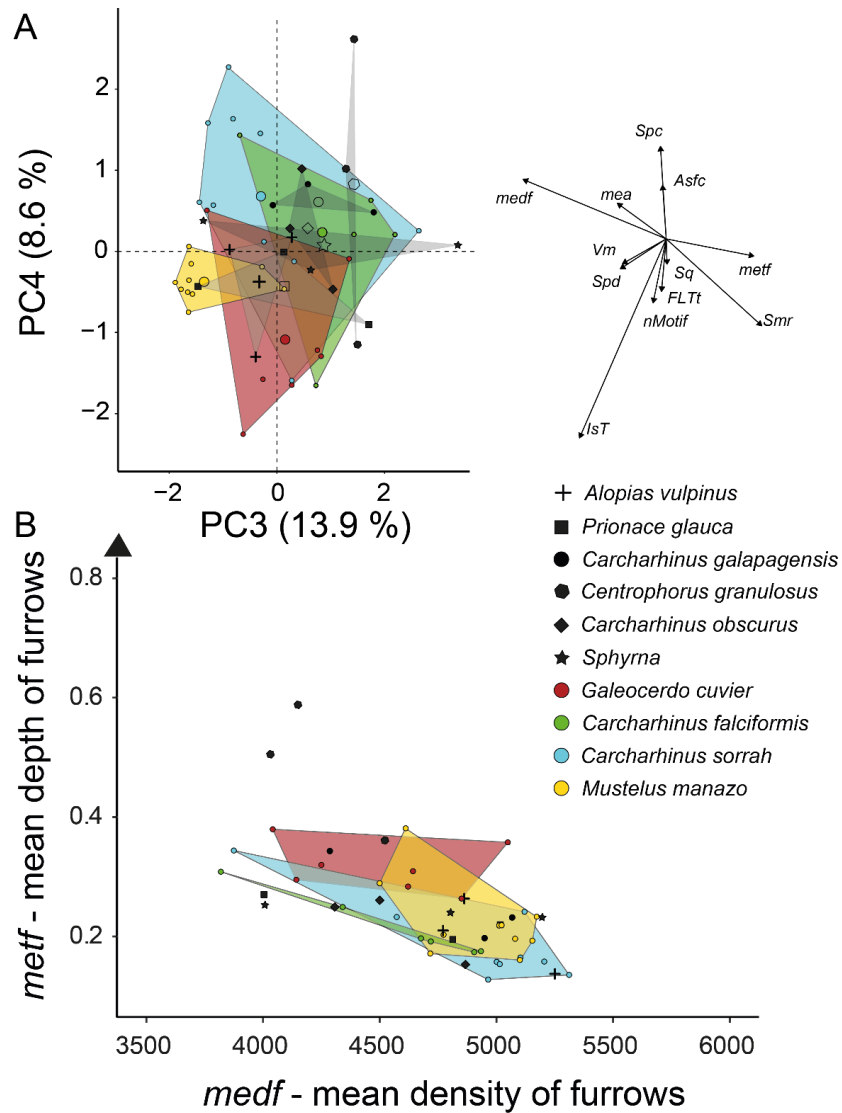 A
PC4 (8.6 %)
2
1
0
−1
−2
−2
0
2
PC3 (13.9 %)
Spc
Asfc
medf
mea
Vm
Spd
Sq
FLTt
nMotif
metf
Smr
IsT
Alopias vulpinus
Prionace glauca
Carcharhinus galapagensis
Centrophorus granulosus
Carcharhinus obscurus
Sphyrna
Galeocerdo cuvier
Carcharhinus falciformis
Carcharhinus sorrah
Mustelus manazo
B
metf - mean depth of furrows
0.8
0.6
0.4
0.2
3500
4000
4500
5000
5500
6000
medf - mean density of furrows